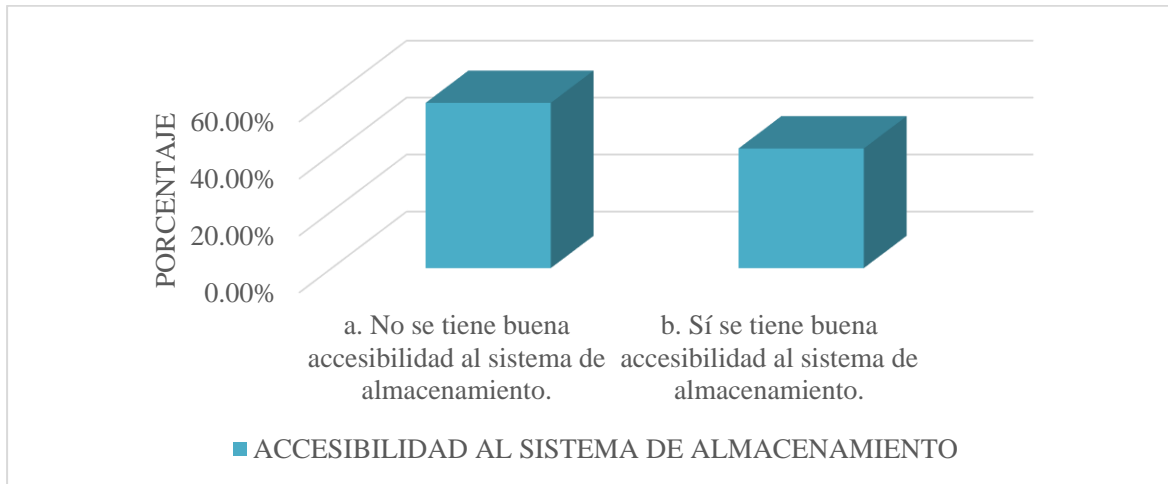 PORCENTAJE
60.00%
40.00%
20.00%
0.00%
a. No se tiene buena
accesibilidad al sistema de
almacenamiento.
b. Sí se tiene buena
accesibilidad al sistema de
almacenamiento.
ACCESIBILIDAD AL SISTEMA DE ALMACENAMIENTO